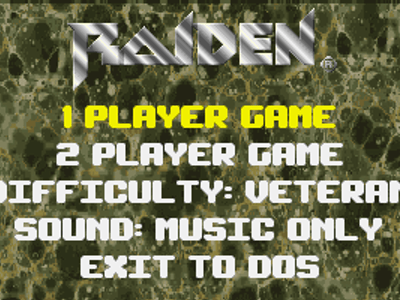 RAIDEN®
1 PLAYER GAME
2 PLAYER GAME
DIFFICULTY: VETERAN
SOUND: MUSIC ONLY
EXIT TO DOS